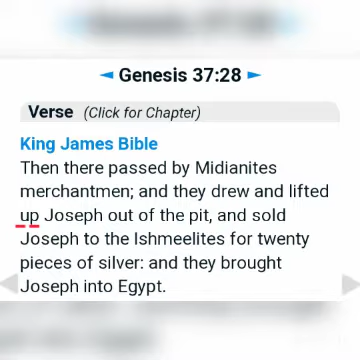 ◄ Genesis 37:28 ►
Verse (Click for Chapter)
King James Bible
Then there passed by Midianites
merchantmen; and they drew and lifted
up Joseph out of the pit, and sold
Joseph to the Ishmeelites for twenty
pieces of silver: and they brought
Joseph into Egypt.